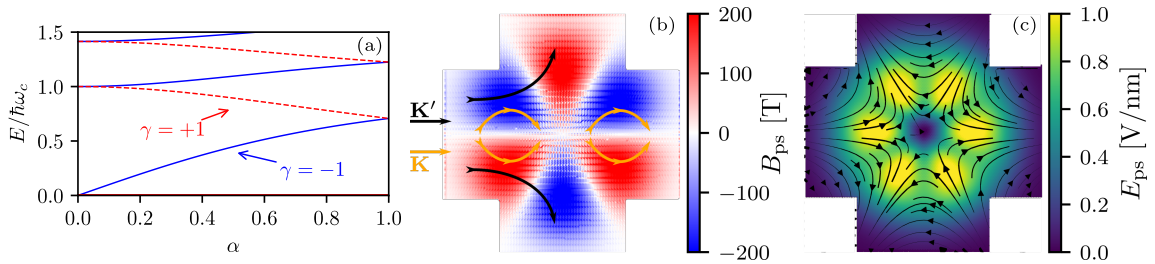 (a)
E/ħω_c
1.5
1.0
0.5
0.0
γ = +1
γ = −1
0.0 0.2 0.4 0.6 0.8 1.0
α
(b)
K′
K
200
100
0
−100
−200
B_ps [T]
(c)
1.0
0.8
0.6
0.4
0.2
0.0
E_ps [V/nm]